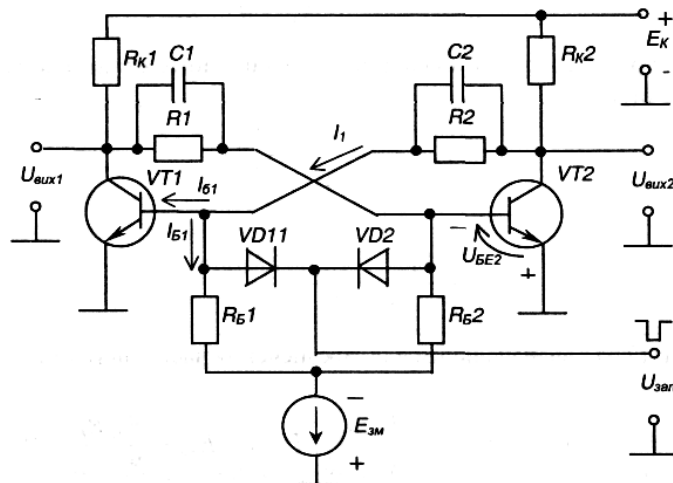 +
E_К
-
R_К1
C1
R1
C2
R2
R_К2
I_1
U_вих1
VT1
I_б1
I_Б1
VD11
VD2
VT2
U_вих2
-
U_БЕ2
+
R_Б1
R_Б2
-
E_зм
+
U_зап